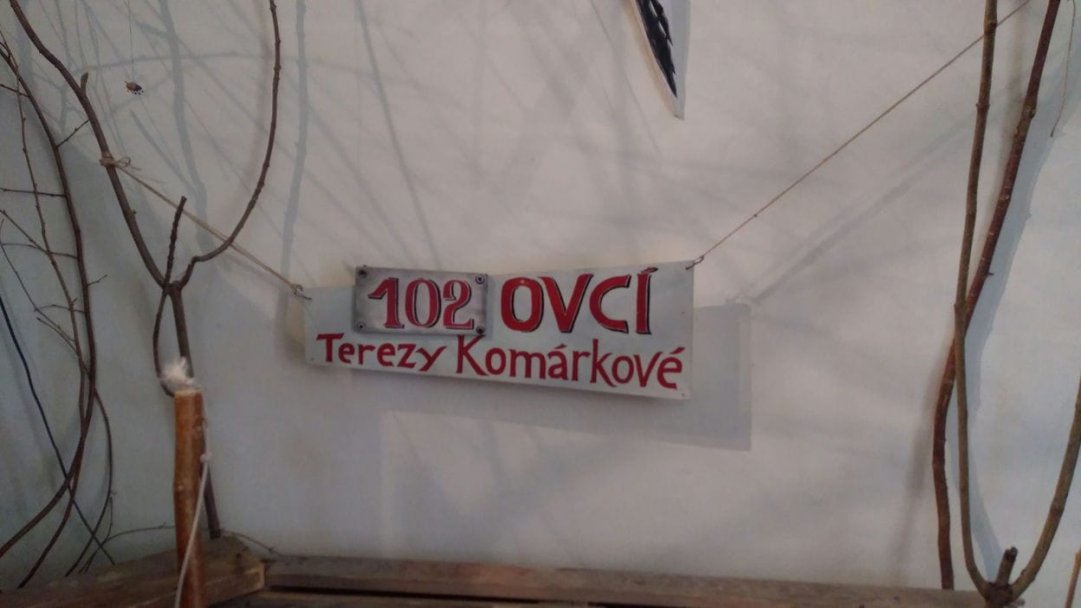 102 OVCÍ
Terezy Komárkové